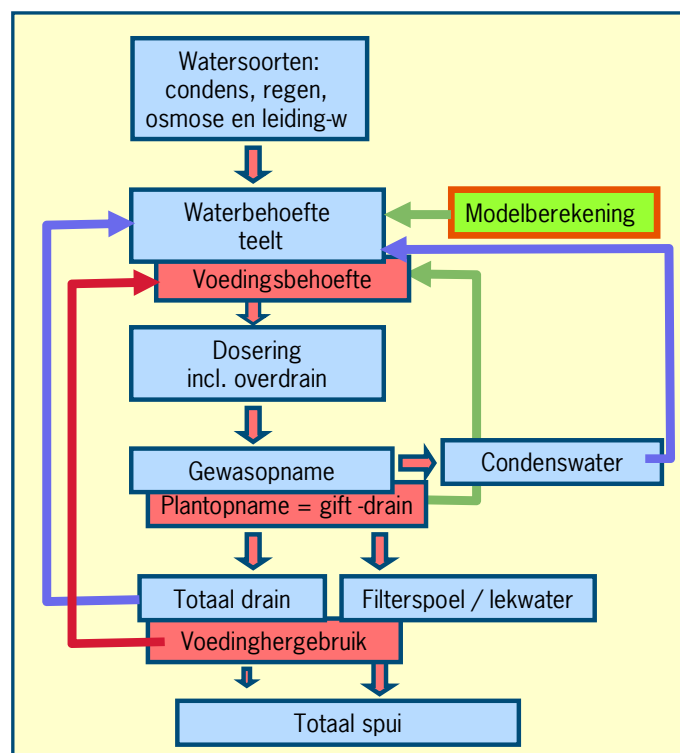 Watersoorten:
condens, regen,
osmose en leiding-w
Waterbehoefte
teelt
Modelberekening
Voedingsbehoefte
Dosering
incl. overdrain
Gewasopname
Condenswater
Plantopname = gift -drain
Totaal drain
Filterspoel / lekwater
Voedinghergebruik
Totaal spui